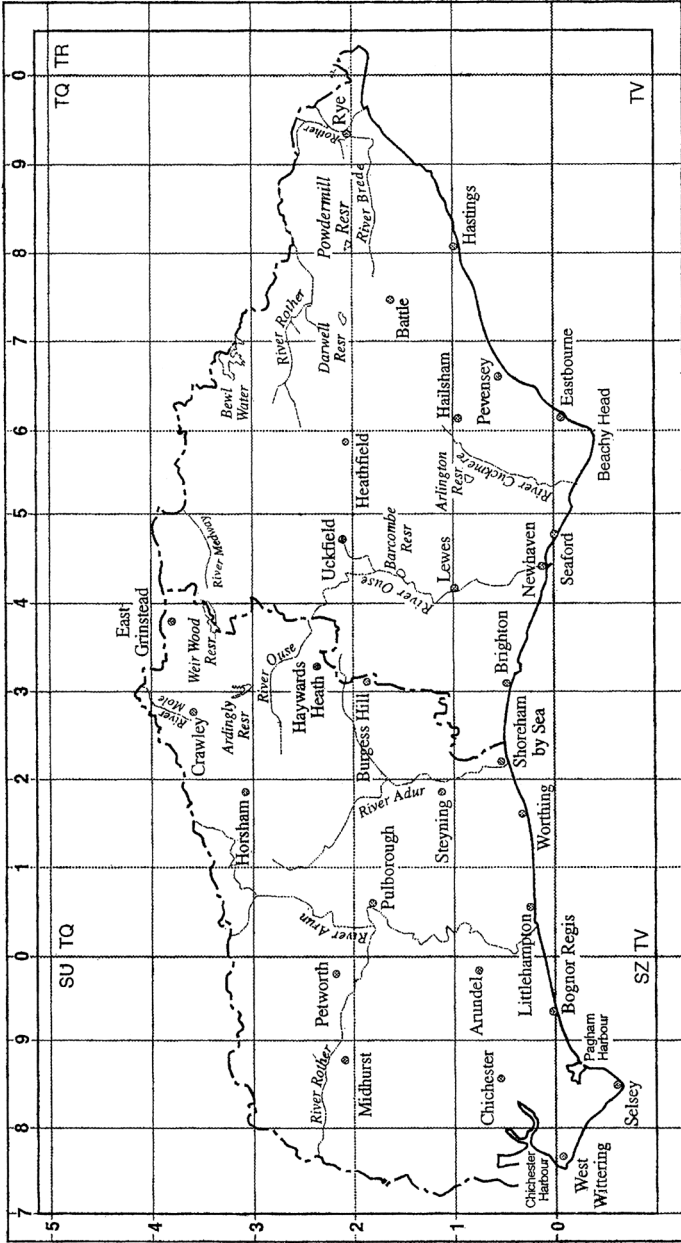 SU TQ
TQ TR
SZ TV
TV
7
8
9
0
1
2
3
4
5
6
7
8
9
0
5
4
3
2
1
0
East
Grinstead
River
Mole
Crawley
Weir Wood
Resr
River Medway
Ardingly
Resr
Horsham
River Ouse
Haywards
Heath
Burgess Hill
River Arun
River Adur
Steyning
Pulborough
Petworth
River Rother
Midhurst
Arundel
Chichester
Chichester
Harbour
West
Wittering
Selsey
Pagham
Harbour
Bognor Regis
Littlehampton
Worthing
Shoreham
by Sea
Brighton
Newhaven
Seaford
Lewes
River Ouse
Barcombe
Resr
Uckfield
Heathfield
Arlington
Resr
River Cuckmere
Hailsham
Pevensey
Eastbourne
Beachy Head
Bewl
Water
River Rother
Darwell
Resr
Battle
Powdermill
Resr
River Brede
Rother
Rye
Hastings